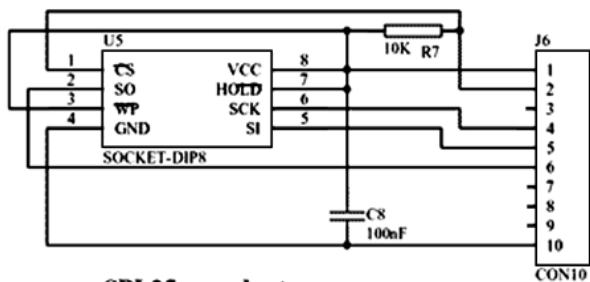 U5
10K R7
J6
1 CS VCC 8
2 SO HOLD 7
3 WP SCK 6
4 GND SI 5
SOCKET-DIP8
C8
100nF
1
2
3
4
5
6
7
8
9
10
CON10